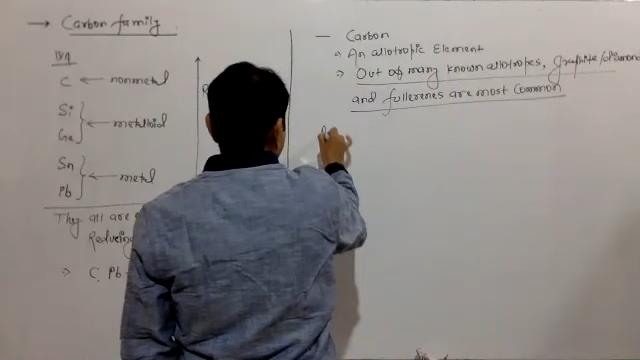 → Carbon family
IVA
C ← nonmetal
Si
Ge } ← metalloid
Sn
Pb } ← metal
They all are
Reducing
⇒ C, Pb
— Carbon
⇒ An allotropic Element
⇒ Out of many known allotropes, Graphite/diamond
and fullerenes are most common